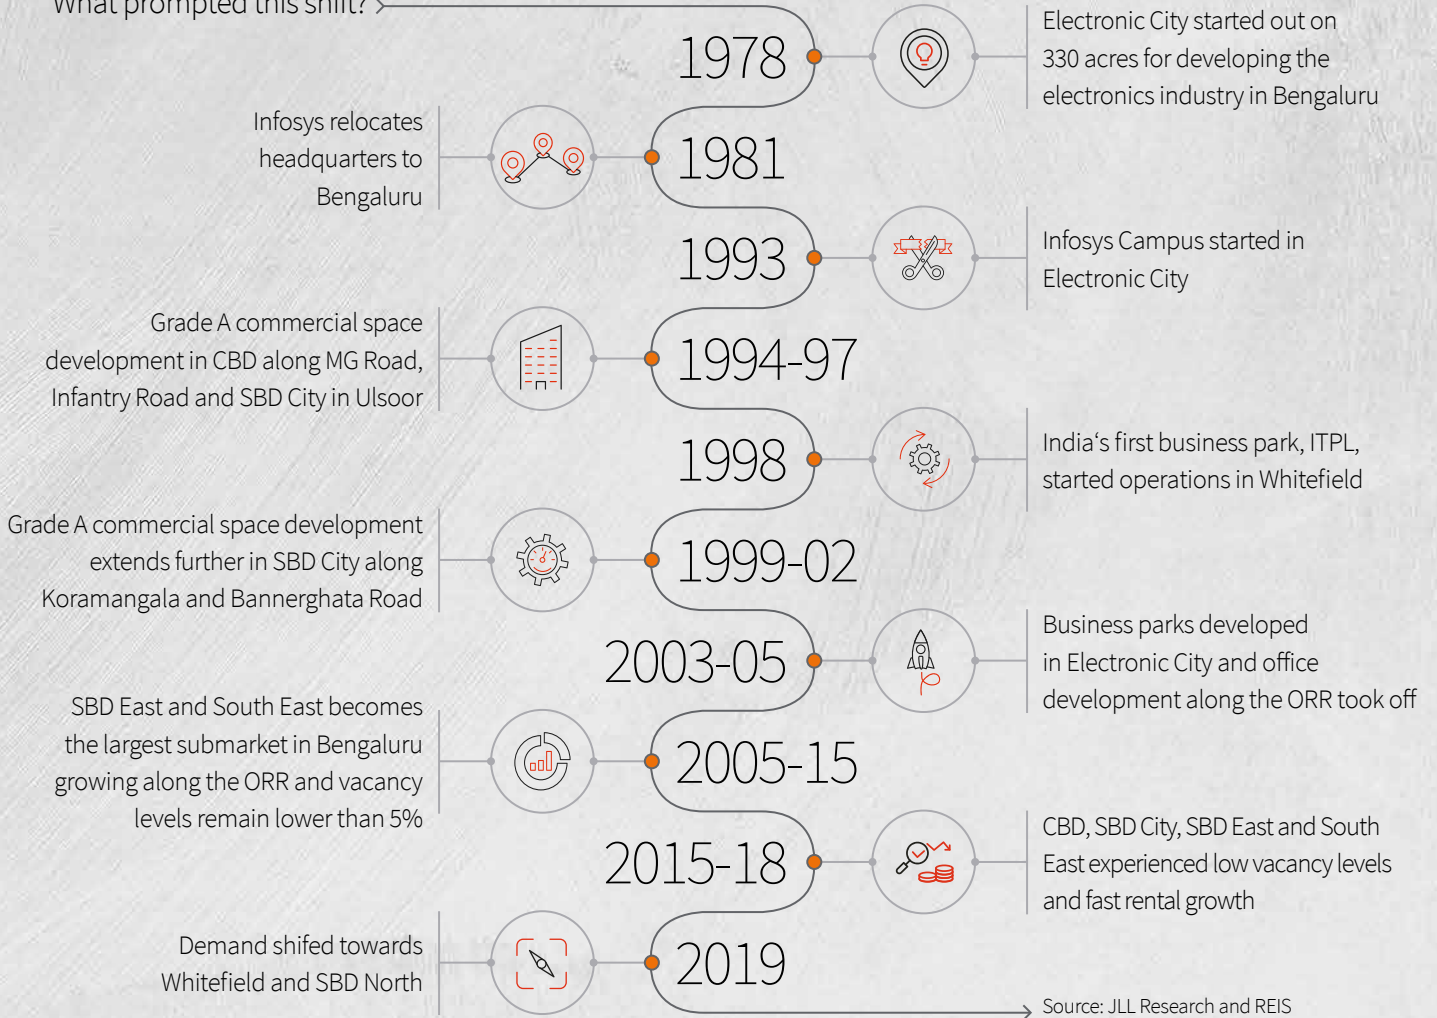 What prompted this shift?
1978
Electronic City started out on
330 acres for developing the
electronics industry in Bengaluru
Infosys relocates
headquarters to
Bengaluru
1981
1993
Infosys Campus started in
Electronic City
Grade A commercial space
development in CBD along MG Road,
Infantry Road and SBD City in Ulsoor
1994-97
1998
India‘s first business park, ITPL,
started operations in Whitefield
Grade A commercial space development
extends further in SBD City along
Koramangala and Bannerghata Road
1999-02
2003-05
Business parks developed
in Electronic City and office
development along the ORR took off
SBD East and South East becomes
the largest submarket in Bengaluru
growing along the ORR and vacancy
levels remain lower than 5%
2005-15
2015-18
CBD, SBD City, SBD East and South
East experienced low vacancy levels
and fast rental growth
Demand shifed towards
Whitefield and SBD North
2019
Source: JLL Research and REIS